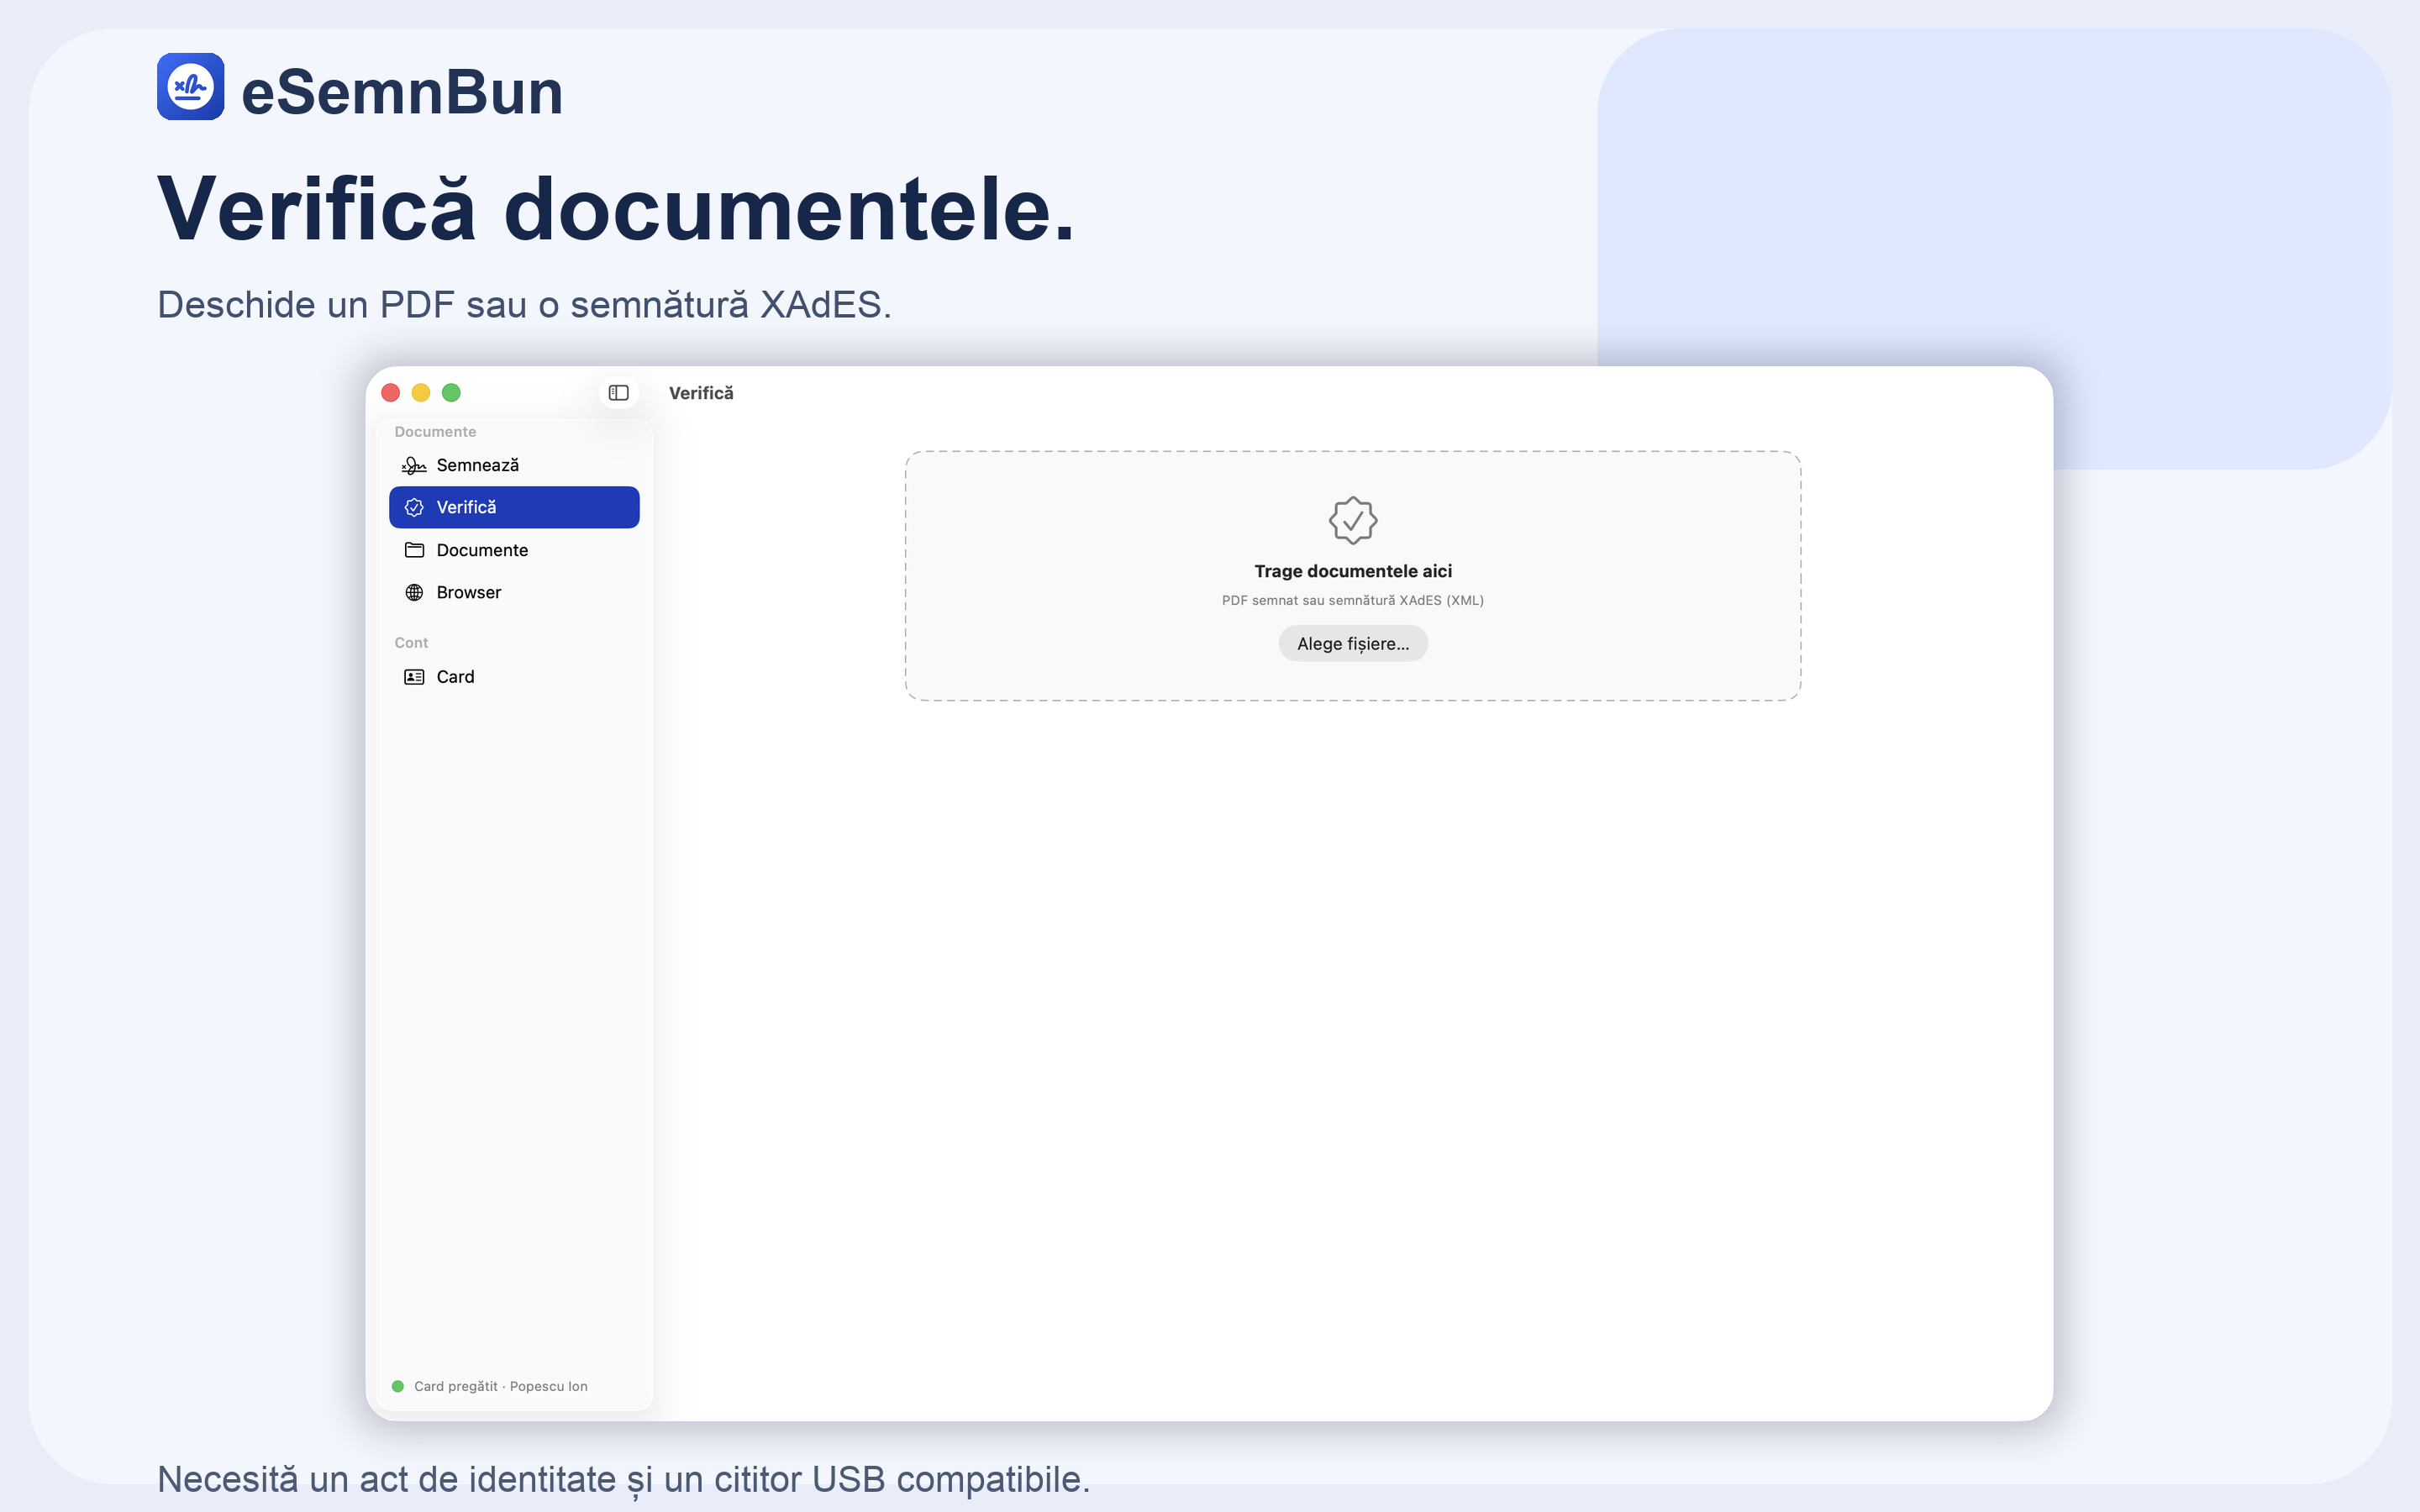 eSemnBun
Verifică documentele.
Deschide un PDF sau o semnătură XAdES.
Verifică
Documente
Semnează
Verifică
Documente
Browser
Cont
Card
Trage documentele aici
PDF semnat sau semnătură XAdES (XML)
Alege fișiere...
Card pregătit · Popescu Ion
Necesită un act de identitate și un cititor USB compatibile.